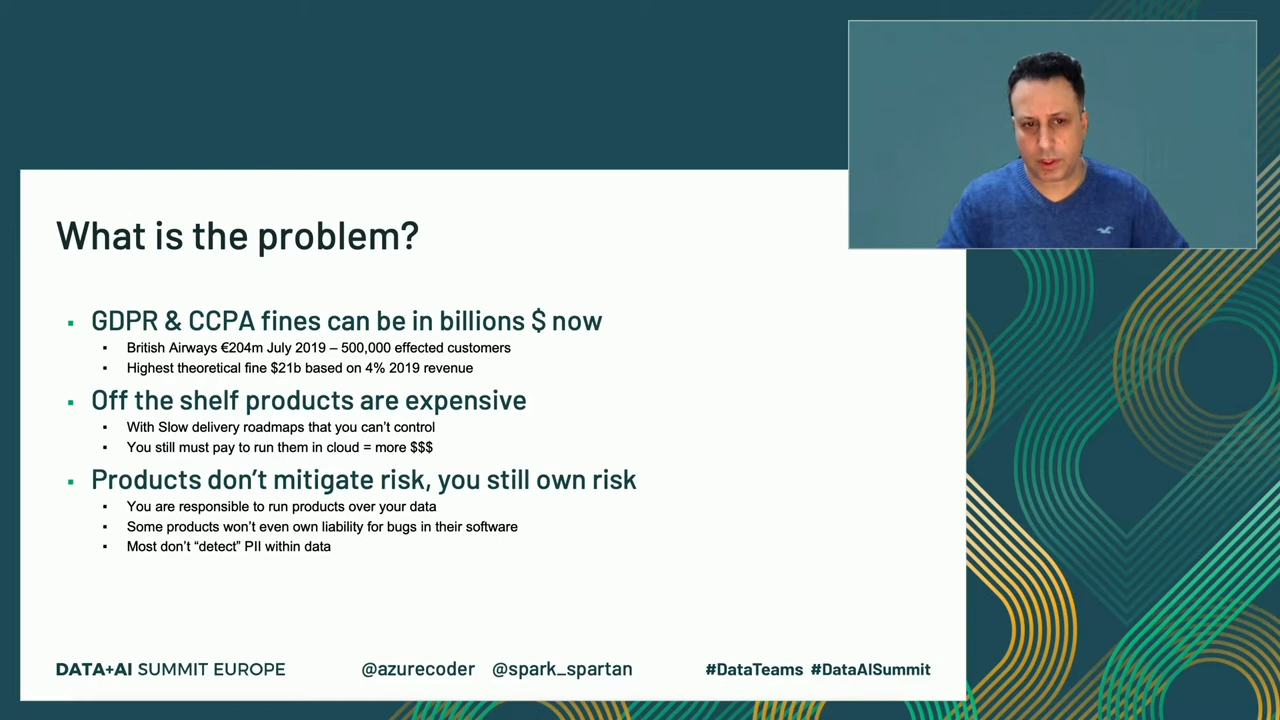 What is the problem?
GDPR & CCPA fines can be in billions $ now
British Airways €204m July 2019 – 500,000 effected customers
Highest theoretical fine $21b based on 4% 2019 revenue
Off the shelf products are expensive
With Slow delivery roadmaps that you can't control
You still must pay to run them in cloud = more $$$
Products don't mitigate risk, you still own risk
You are responsible to run products over your data
Some products won't even own liability for bugs in their software
Most don't “detect” PII within data
DATA+AI SUMMIT EUROPE @azurecoder @spark_spartan #DataTeams #DataAISummit